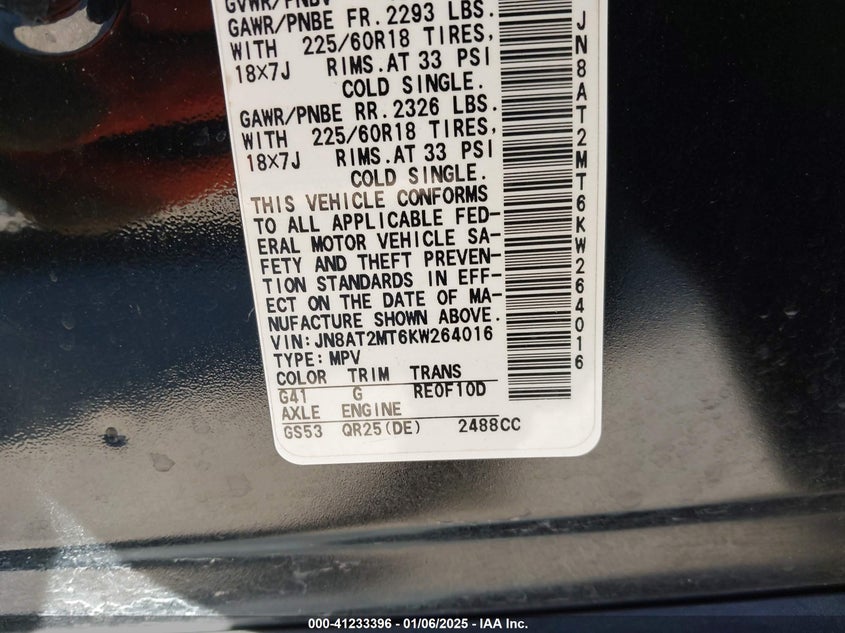 GVWR/PNBV
GAWR/PNBE FR. 2293 LBS.
WITH 225/60R18 TIRES,
18X7J RIMS. AT 33 PSI
COLD SINGLE.
GAWR/PNBE RR. 2326 LBS.
WITH 225/60R18 TIRES,
18X7J RIMS. AT 33 PSI
COLD SINGLE.
THIS VEHICLE CONFORMS
TO ALL APPLICABLE FED-
ERAL MOTOR VEHICLE SA-
FETY AND THEFT PREVEN-
TION STANDARDS IN EFF-
ECT ON THE DATE OF MA-
NUFACTURE SHOWN ABOVE.
VIN: JN8AT2MT6KW264016
TYPE: MPV
COLOR TRIM TRANS
G41 G RE0F10D
AXLE ENGINE
GS53 QR25(DE) 2488CC
JN8AT2MT6KW264016
000-41233396 - 01/06/2025 - IAA Inc.